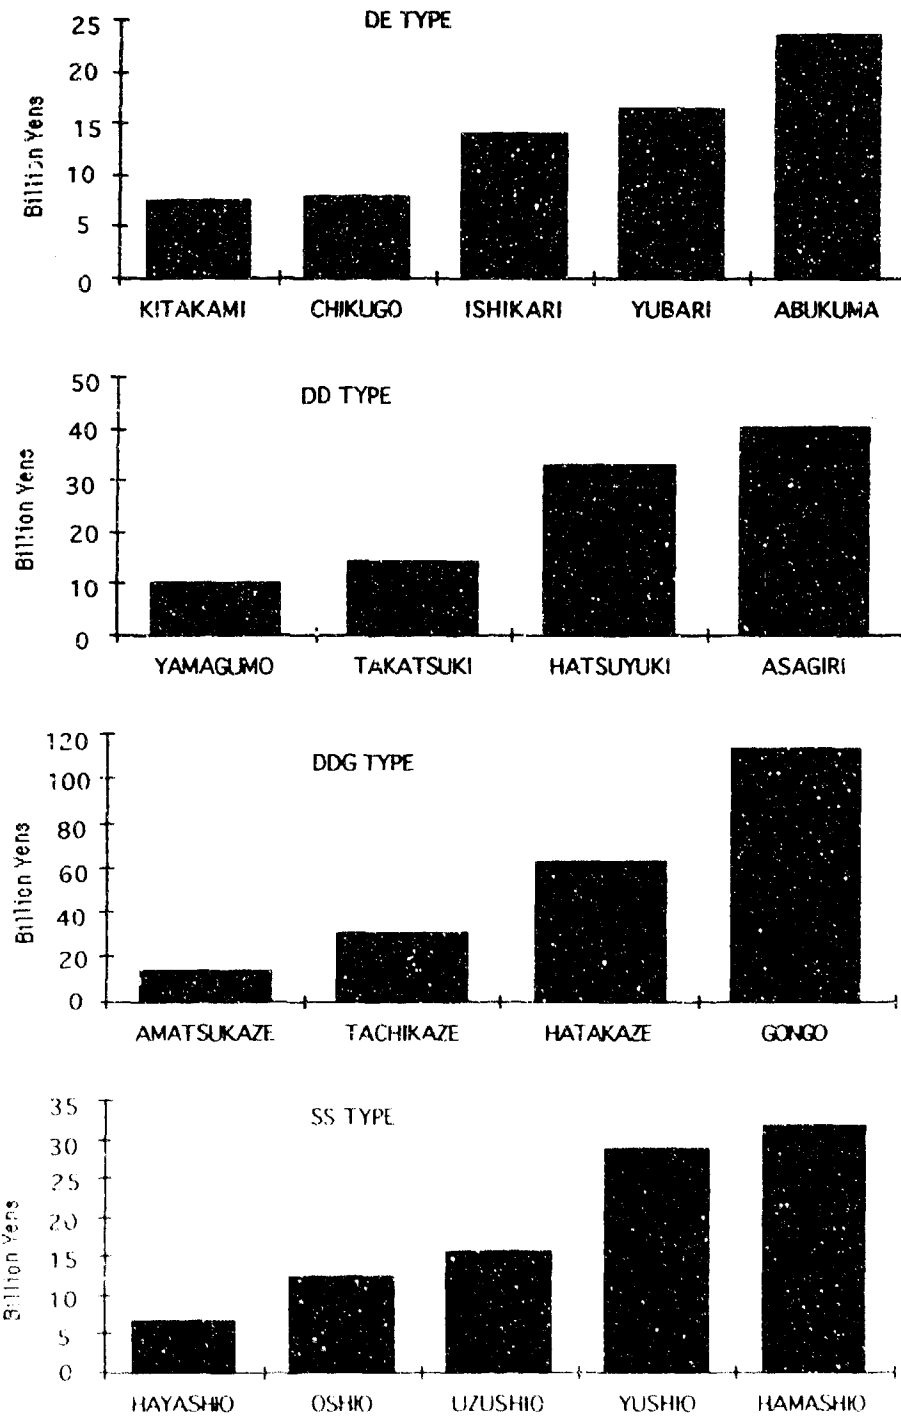 DE TYPE
Billion Yens
25
20
15
10
5
0
KITAKAMI CHIKUGO ISHIKARI YUBARI ABUKUMA
DD TYPE
Billion Yens
50
40
30
20
10
0
YAMAGUMO TAKATSUKI HATSUYUKI ASAGIRI
DDG TYPE
Billion Yens
120
100
80
60
40
20
0
AMATSUKAZE TACHIKAZE HATAKAZE GONGO
SS TYPE
Billion Yens
35
30
25
20
15
10
5
0
HAYASHIO OSHIO UZUSHIO YUSHIO HAMASHIO